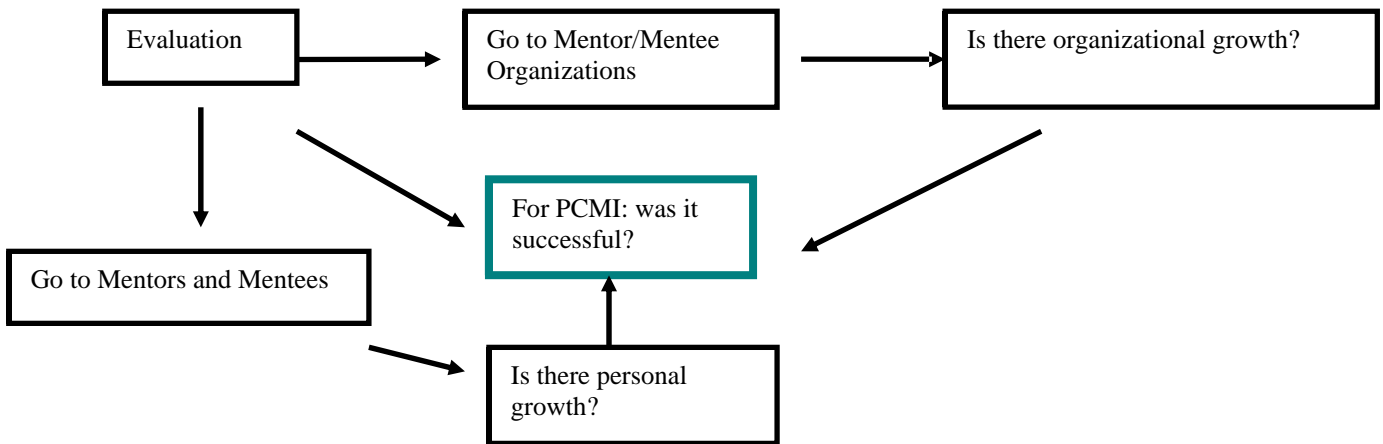 Evaluation
Go to Mentor/Mentee
Organizations
Is there organizational growth?
For PCMI: was it
successful?
Go to Mentors and Mentees
Is there personal
growth?